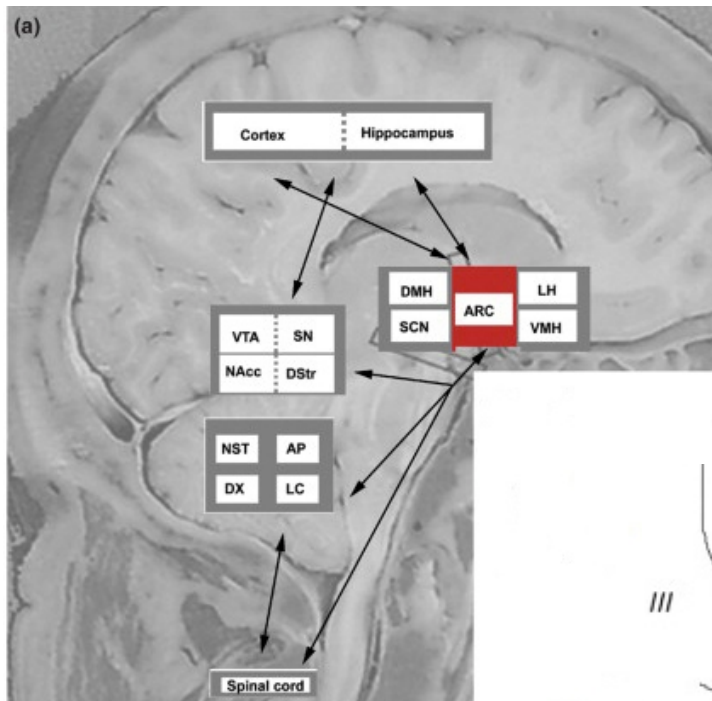 (a)
Cortex Hippocampus
DMH ARC LH
SCN VMH
VTA SN
NAcc DStr
NST AP
DX LC
III
Spinal cord